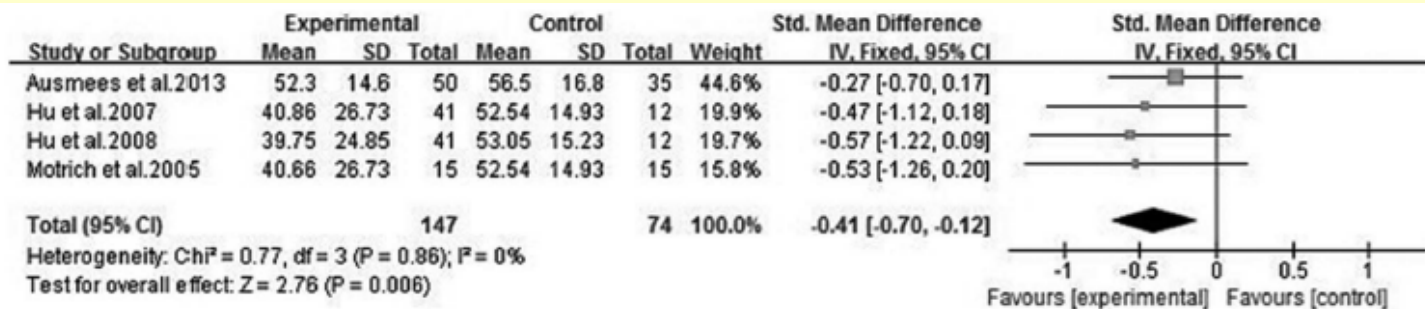 Experimental Control Std. Mean Difference Std. Mean Difference
Study or Subgroup Mean SD Total Mean SD Total Weight IV, Fixed, 95% CI IV, Fixed, 95% CI
Ausmees et al.2013 52.3 14.6 50 56.5 16.8 35 44.6% -0.27 [-0.70, 0.17]
Hu et al.2007 40.86 26.73 41 52.54 14.93 12 19.9% -0.47 [-1.12, 0.18]
Hu et al.2008 39.75 24.85 41 53.05 15.23 12 19.7% -0.57 [-1.22, 0.09]
Motrich et al.2005 40.66 26.73 15 52.54 14.93 15 15.8% -0.53 [-1.26, 0.20]
Total (95% CI) 147 74 100.0% -0.41 [-0.70, -0.12]
Heterogeneity: Chi² = 0.77, df = 3 (P = 0.86); I² = 0%
Test for overall effect: Z = 2.76 (P = 0.006)
-1 -0.5 0 0.5 1
Favours [experimental] Favours [control]